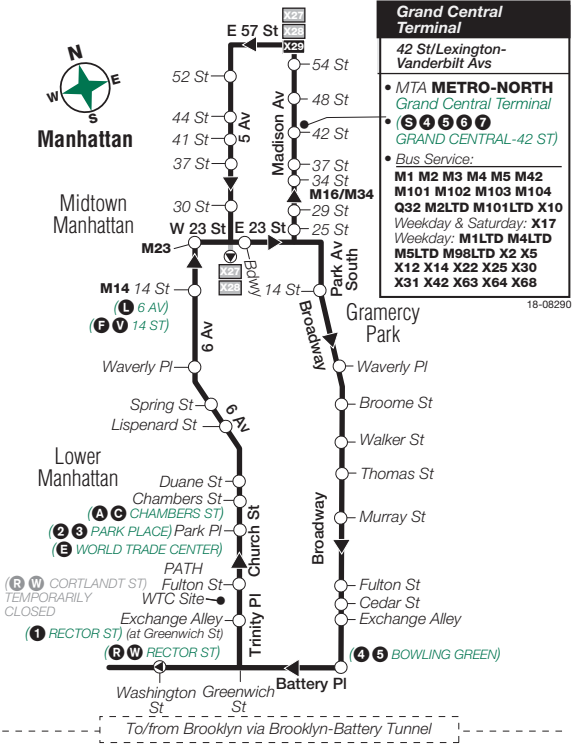 X27
X28
X29
E 57 St
Grand Central
Terminal
42 St/Lexington-
Vanderbilt Avs
• MTA METRO-NORTH
Grand Central Terminal
• (S 4 5 6 7
GRAND CENTRAL-42 ST)
• Bus Service:
M1 M2 M3 M4 M5 M42
M101 M102 M103 M104
Q32 M2LTD M101LTD X10
Weekday & Saturday: X17
Weekday: M1LTD M4LTD
M5LTD M98LTD X2 X5
X12 X14 X22 X25 X30
X31 X42 X63 X64 X68
18-08290
N
E
W
S
Manhattan
52 St
44 St
41 St
37 St
30 St
5 Av
Madison Av
54 St
48 St
42 St
37 St
34 St
M16/M34
29 St
25 St
Midtown
Manhattan
W 23 St
E 23 St
M23
X27
X28
Bdwy
Park Av
South
M14 14 St
(L 6 AV)
(F V 14 ST)
14 St
Gramercy
Park
6 Av
Broadway
Waverly Pl
Waverly Pl
Spring St
6 Av
Lispenard St
Broome St
Walker St
Thomas St
Murray St
Lower
Manhattan
Duane St
Chambers St
(A C CHAMBERS ST)
(2 3 PARK PLACE) Park Pl
(E WORLD TRADE CENTER)
Church St
Broadway
PATH
(R W CORTLANDT ST) Fulton St
TEMPORARILY
CLOSED
WTC Site
Exchange Alley
(1 RECTOR ST) (at Greenwich St)
(R W RECTOR ST)
Trinity Pl
Fulton St
Cedar St
Exchange Alley
(4 5 BOWLING GREEN)
Battery Pl
Washington
St
Greenwich
St
To/from Brooklyn via Brooklyn-Battery Tunnel